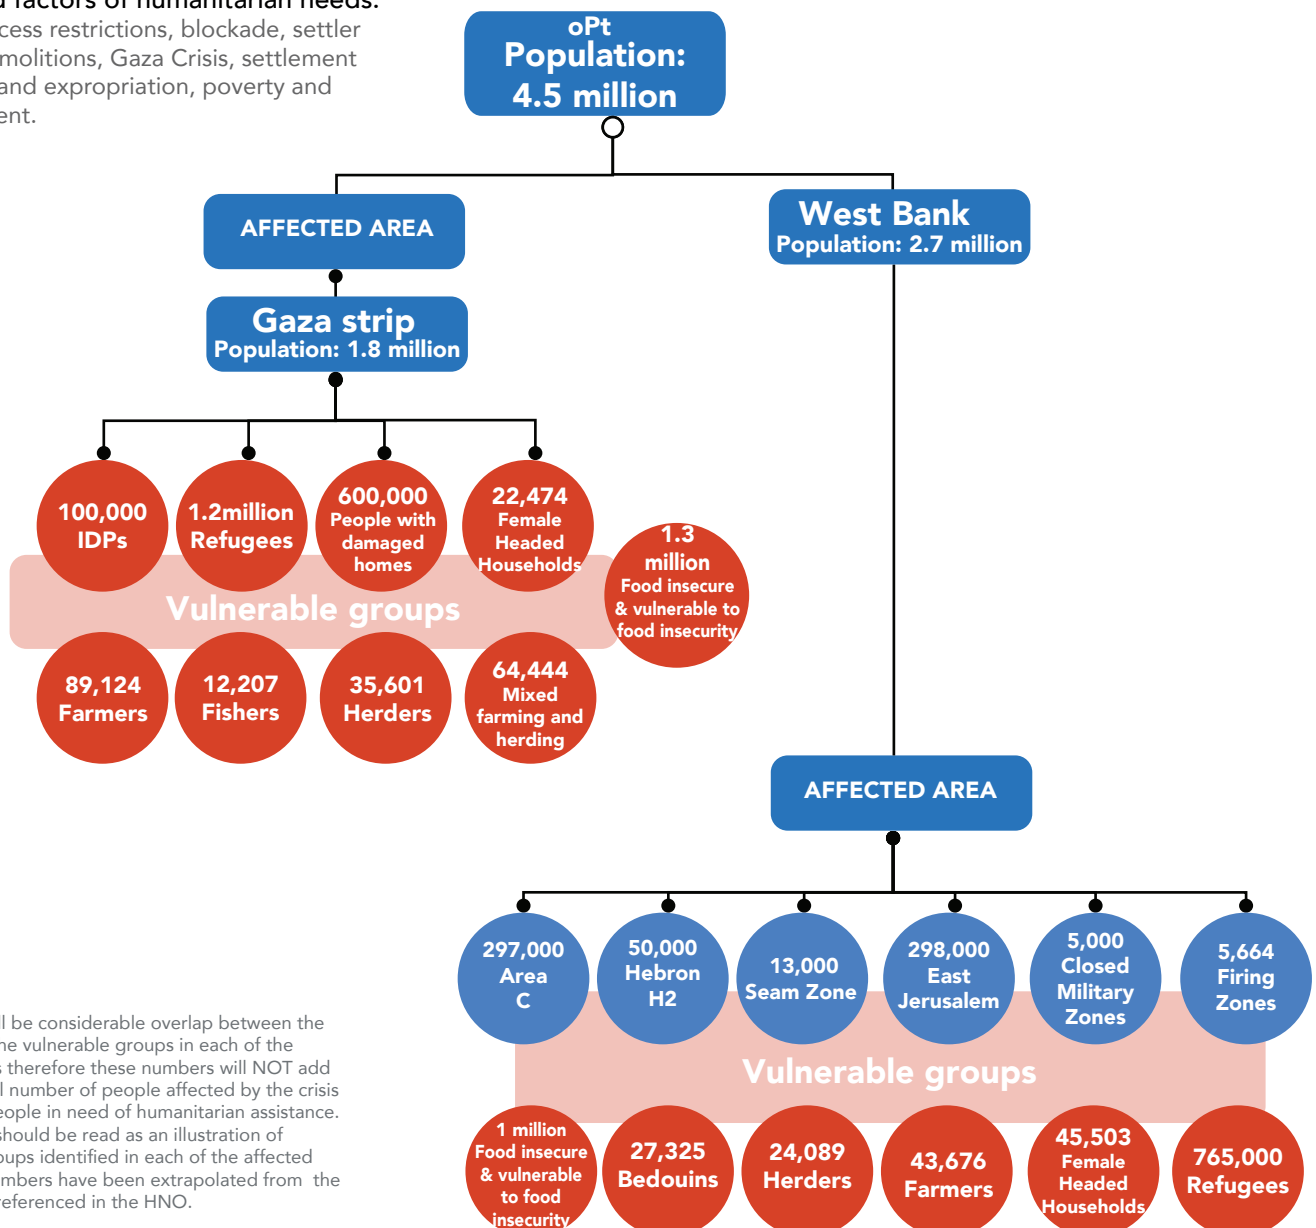 factors of humanitarian needs.
cess restrictions, blockade, settler
molitions, Gaza Crisis, settlement
and expropriation, poverty and
ent.
oPt
Population:
4.5 million
AFFECTED AREA
West Bank
Population: 2.7 million
Gaza strip
Population: 1.8 million
100,000
IDPs
1.2million
Refugees
600,000
People with
damaged
homes
22,474
Female
Headed
Households
1.3
million
Food insecure
& vulnerable to
food insecurity
Vulnerable groups
89,124
Farmers
12,207
Fishers
35,601
Herders
64,444
Mixed
farming and
herding
AFFECTED AREA
297,000
Area
C
50,000
Hebron
H2
13,000
Seam Zone
298,000
East
Jerusalem
5,000
Closed
Military
Zones
5,664
Firing
Zones
Vulnerable groups
1 million
Food insecure
& vulnerable
to food
insecurity
27,325
Bedouins
24,089
Herders
43,676
Farmers
45,503
Female
Headed
Households
765,000
Refugees
ll be considerable overlap between the
ne vulnerable groups in each of the
s therefore these numbers will NOT add
l number of people affected by the crisis
eople in need of humanitarian assistance.
should be read as an illustration of
oups identified in each of the affected
mbers have been extrapolated from the
referenced in the HNO.